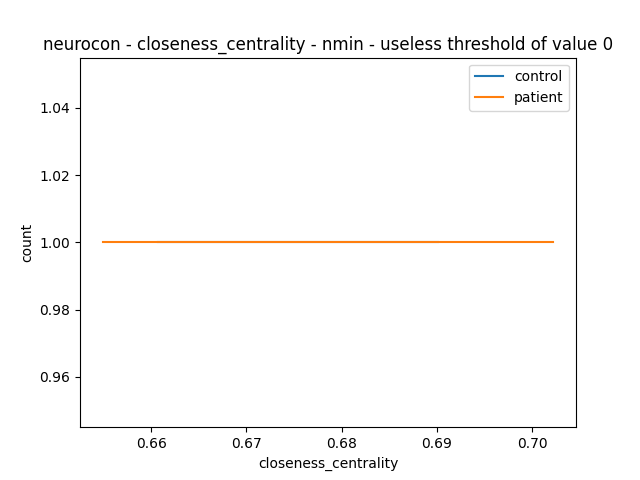 neurocon - closeness_centrality - nmin - useless threshold of value 0
control
patient
1.04
1.02
1.00
0.98
0.96
count
0.66
0.67
0.68
0.69
0.70
closeness_centrality